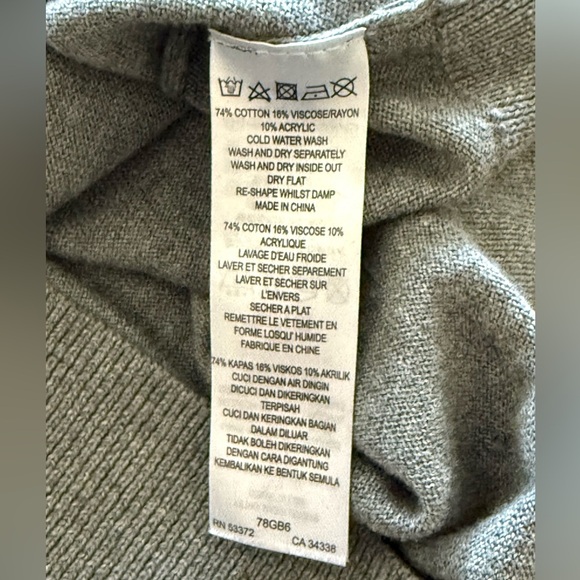 74% COTTON 16% VISCOSE/RAYON
10% ACRYLIC
COLD WATER WASH
WASH AND DRY SEPARATELY
WASH AND DRY INSIDE OUT
DRY FLAT
RE-SHAPE WHILST DAMP
MADE IN CHINA
74% COTON 16% VISCOSE 10%
ACRYLIQUE
LAVAGE D'EAU FROIDE
LAVER ET SECHER SEPAREMENT
LAVER ET SECHER SUR
L'ENVERS
SECHER A PLAT
REMETTRE LE VETEMENT EN
FORME LOSQU' HUMIDE
FABRIQUE EN CHINE
74% KAPAS 16% VISKOS 10% AKRILIK
CUCI DENGAN AIR DINGIN
DICUCI DAN DIKERINGKAN
TERPISAH
CUCI DAN KERINGKAN BAGIAN
DALAM DILUAR
TIDAK BOLEH DIKERINGKAN
DENGAN CARA DIGANTUNG
KEMBALIKAN KE BENTUK SEMULA
78GB6
RN 53372 CA 34338